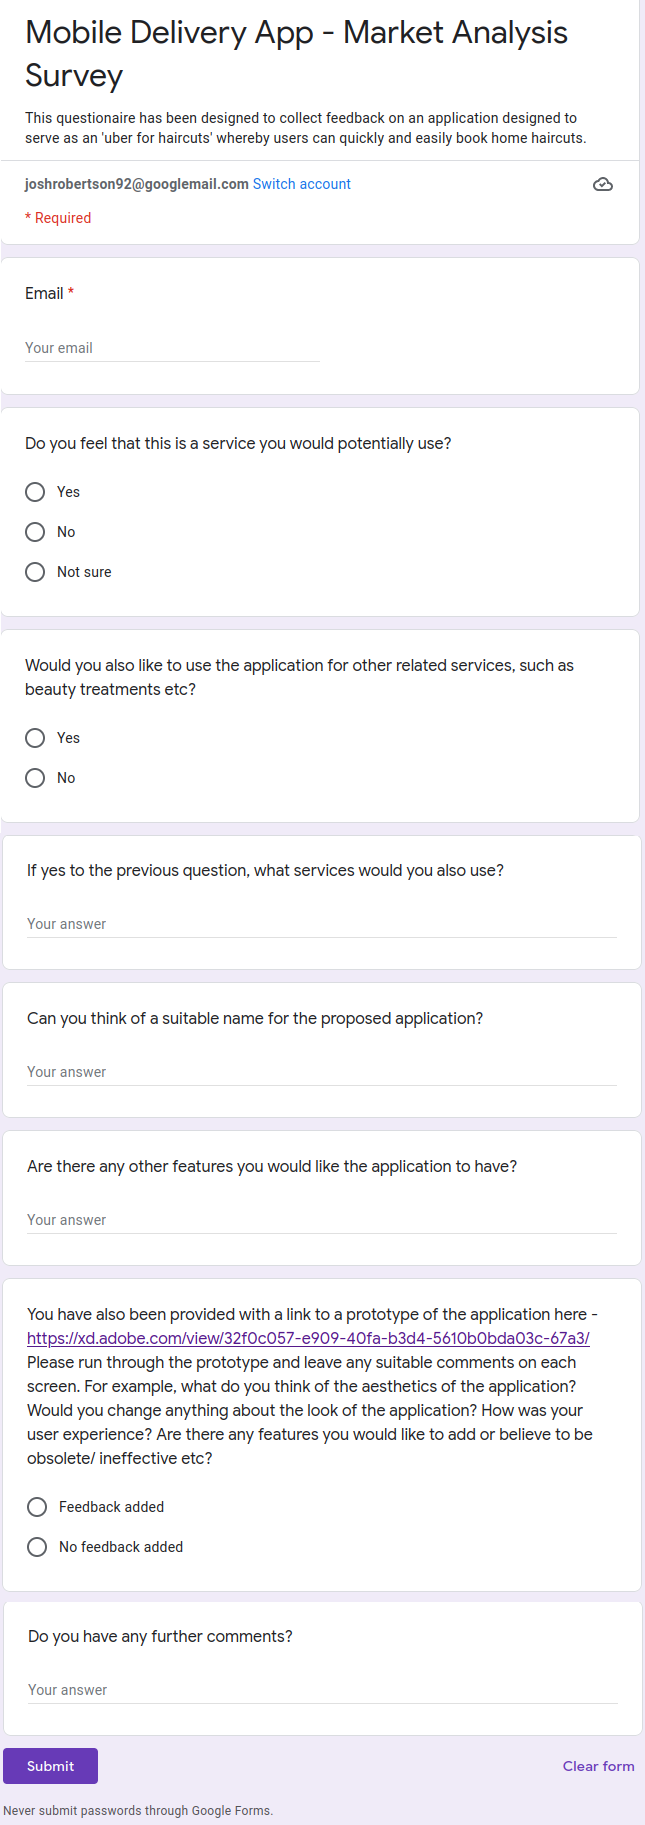 Mobile Delivery App - Market Analysis
Survey
This questionaire has been designed to collect feedback on an application designed to
serve as an 'uber for haircuts' whereby users can quickly and easily book home haircuts.
joshrobertson92@googlemail.com Switch account
* Required
Email *
Your email
Do you feel that this is a service you would potentially use?
Yes
No
Not sure
Would you also like to use the application for other related services, such as
beauty treatments etc?
Yes
No
If yes to the previous question, what services would you also use?
Your answer
Can you think of a suitable name for the proposed application?
Your answer
Are there any other features you would like the application to have?
Your answer
You have also been provided with a link to a prototype of the application here -
https://xd.adobe.com/view/32f0c057-e909-40fa-b3d4-5610b0bda03c-67a3/
Please run through the prototype and leave any suitable comments on each
screen. For example, what do you think of the aesthetics of the application?
Would you change anything about the look of the application? How was your
user experience? Are there any features you would like to add or believe to be
obsolete/ ineffective etc?
Feedback added
No feedback added
Do you have any further comments?
Your answer
Submit
Clear form
Never submit passwords through Google Forms.